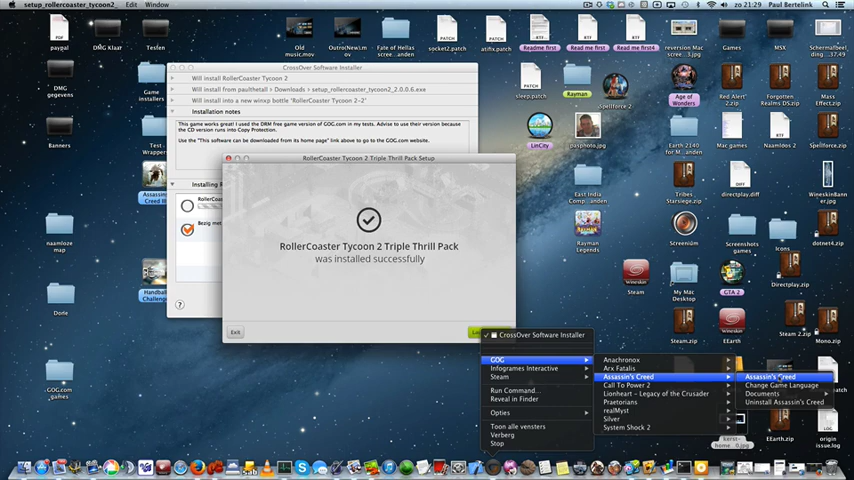 setup_rollercoaster_tycoon2_ Edit Window
zo 21:29 Paul Bertelink
paypal
DMG Klaar
Testen
Old music.mov
OutroNew1.mov
Fate of Hellas
socket2.patch
atifix.patch
Readme first
Read me first
Read me first4
reversion Mac
Games
MSX
Schermafbeel
...37.49
DMG gegevens
Game installers
CrossOver Software Installer
Will install RollerCoaster Tycoon 2
Will install from paulthetall > Downloads > setup_rollercoaster_tycoon2_2.0.0.6.exe
Will install into a new winxp bottle 'RollerCoaster Tycoon 2-2'
Installation notes
This game works great! I used the DRM free game version of GOG.com in my tests. Advise to use their version because the CD version runs into Copy Protection.
Use the "This software can be downloaded from its home page" link above to go to the GOG.com website.
sleep.patch
Rayman
Spellforce 2
Age of Wonders
Red Alert 2.zip
Forgotten Realms DS.zip
Mass Effect.zip
Banners
LinCity
pasphoto.jpg
Earth 2140 for M...anden
Mac games
Naamloos 2
Spellforce.zip
Installing R
RollerCoa
Bezig met
RollerCoaster Tycoon 2 Triple Thrill Pack Setup
RollerCoaster Tycoon 2 Triple Thrill Pack
was installed successfully
Exit
East India Comp...anden
Tribes Starsiege.zip
directplay.diff
WineskinBanner.jpg
naamloze map
Rayman Legends
Screenium
Screenshots games
Icons
dotnet4.zip
Dorie
Handball Challenge
Steam
My Mac Desktop
GTA 2
Directplay.zip
Steam.zip
EEarth
Steam 2.zip
Mono.zip
GOG.com games
CrossOver Software Installer
GOG
Infogrames Interactive
Steam
Run Command...
Reveal in Finder
Opties
Toon alle vensters
Verberg
Stop
Anachronox
Arx Fatalis
Assassin's Creed
Call To Power 2
Lionheart - Legacy of the Crusader
Praetorians
realMyst
Silver
System Shock 2
Assassin's Creed
Change Game Language
Documents
Uninstall Assassin's Creed
EEarth.zip
origin issue.log